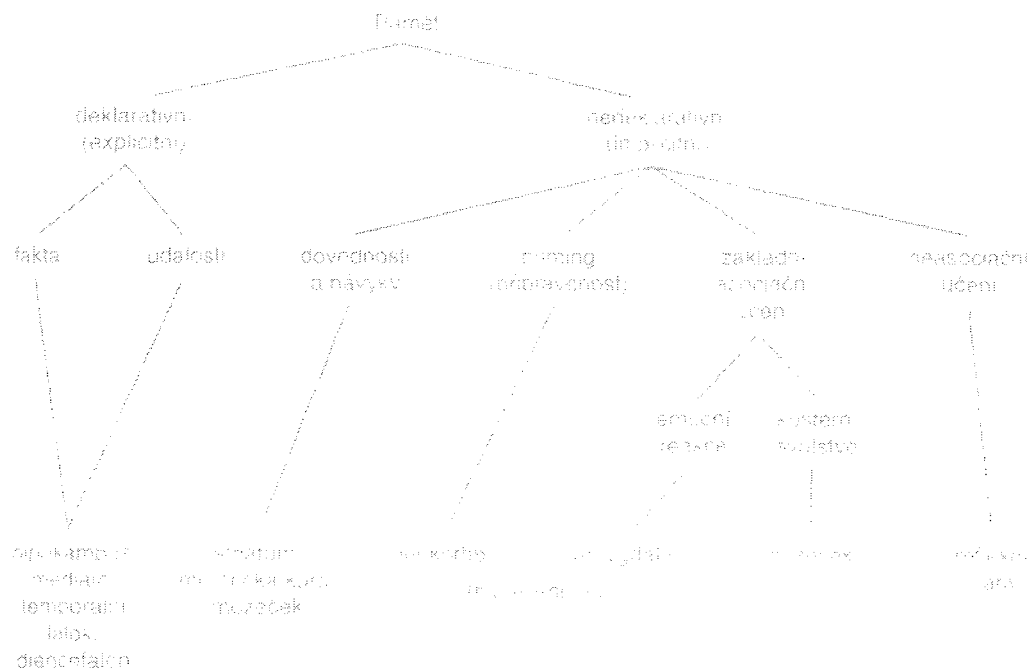 Paměť
deklarativní
(explicitní)
nedeklarativní
(implicitní)
fakta
události
dovednosti
a návyky
priming
(připravenost)
základní
asociační
učení
neasociační
učení
emoční
reakce
kosterní
svalstvo
hipokampus
mediální
temporální
lalok,
diencefalon
striatum
mozeček
neokortex
amygdala
mozeček
reflexní